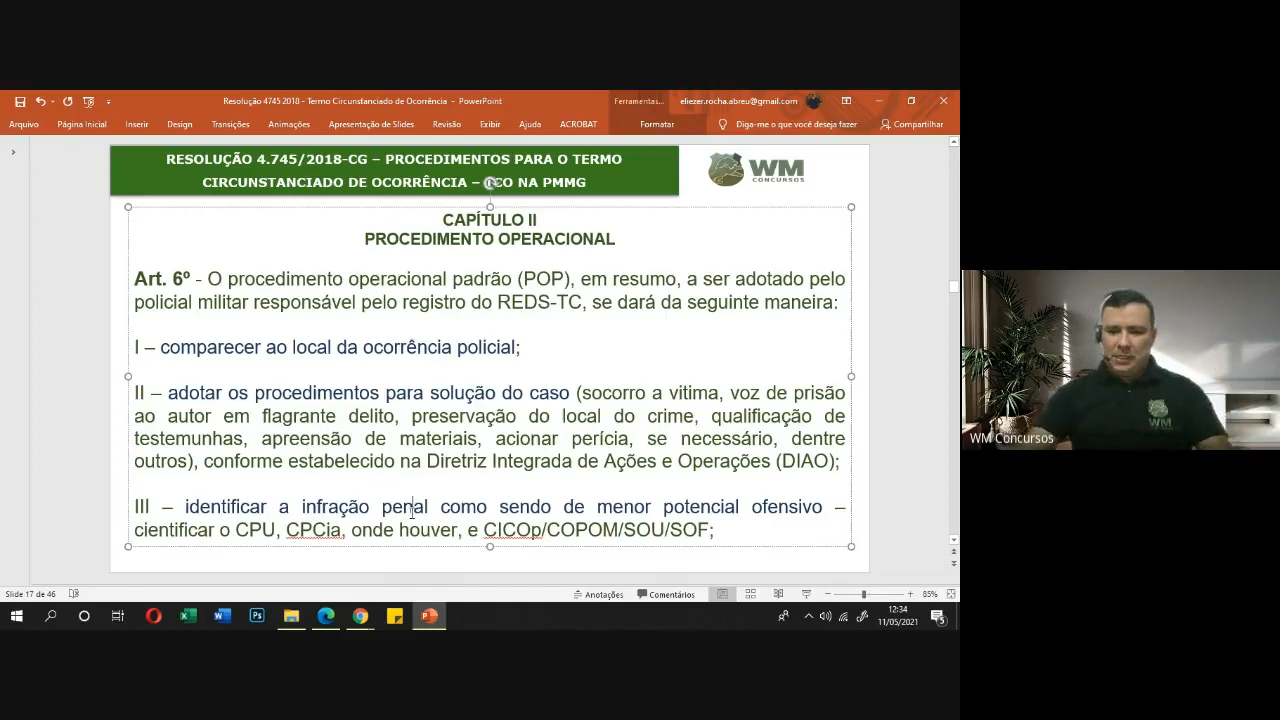 Resolução 4745 2018 - Termo Circunstanciado de Ocorrência - PowerPoint
Ferramentas...
eliezer.rocha.abreu@gmail.com
Arquivo
Página Inicial
Inserir
Design
Transições
Animações
Apresentação de Slides
Revisão
Exibir
Ajuda
ACROBAT
Formatar
Diga-me o que você deseja fazer
Compartilhar
RESOLUÇÃO 4.745/2018-CG – PROCEDIMENTOS PARA O TERMO
CIRCUNSTANCIADO DE OCORRÊNCIA – TCO NA PMMG
WM
CONCURSOS
CAPÍTULO II
PROCEDIMENTO OPERACIONAL
Art. 6º - O procedimento operacional padrão (POP), em resumo, a ser adotado pelo
policial militar responsável pelo registro do REDS-TC, se dará da seguinte maneira:
I – comparecer ao local da ocorrência policial;
II – adotar os procedimentos para solução do caso (socorro a vitima, voz de prisão
ao autor em flagrante delito, preservação do local do crime, qualificação de
testemunhas, apreensão de materiais, acionar perícia, se necessário, dentre
outros), conforme estabelecido na Diretriz Integrada de Ações e Operações (DIAO);
III – identificar a infração penal como sendo de menor potencial ofensivo –
cientificar o CPU, CPCia, onde houver, e CICOp/COPOM/SOU/SOF;
WM
WM Concursos
Slide 17 de 46
Anotações
Comentários
85%
Ps
12:34
11/05/2021
5